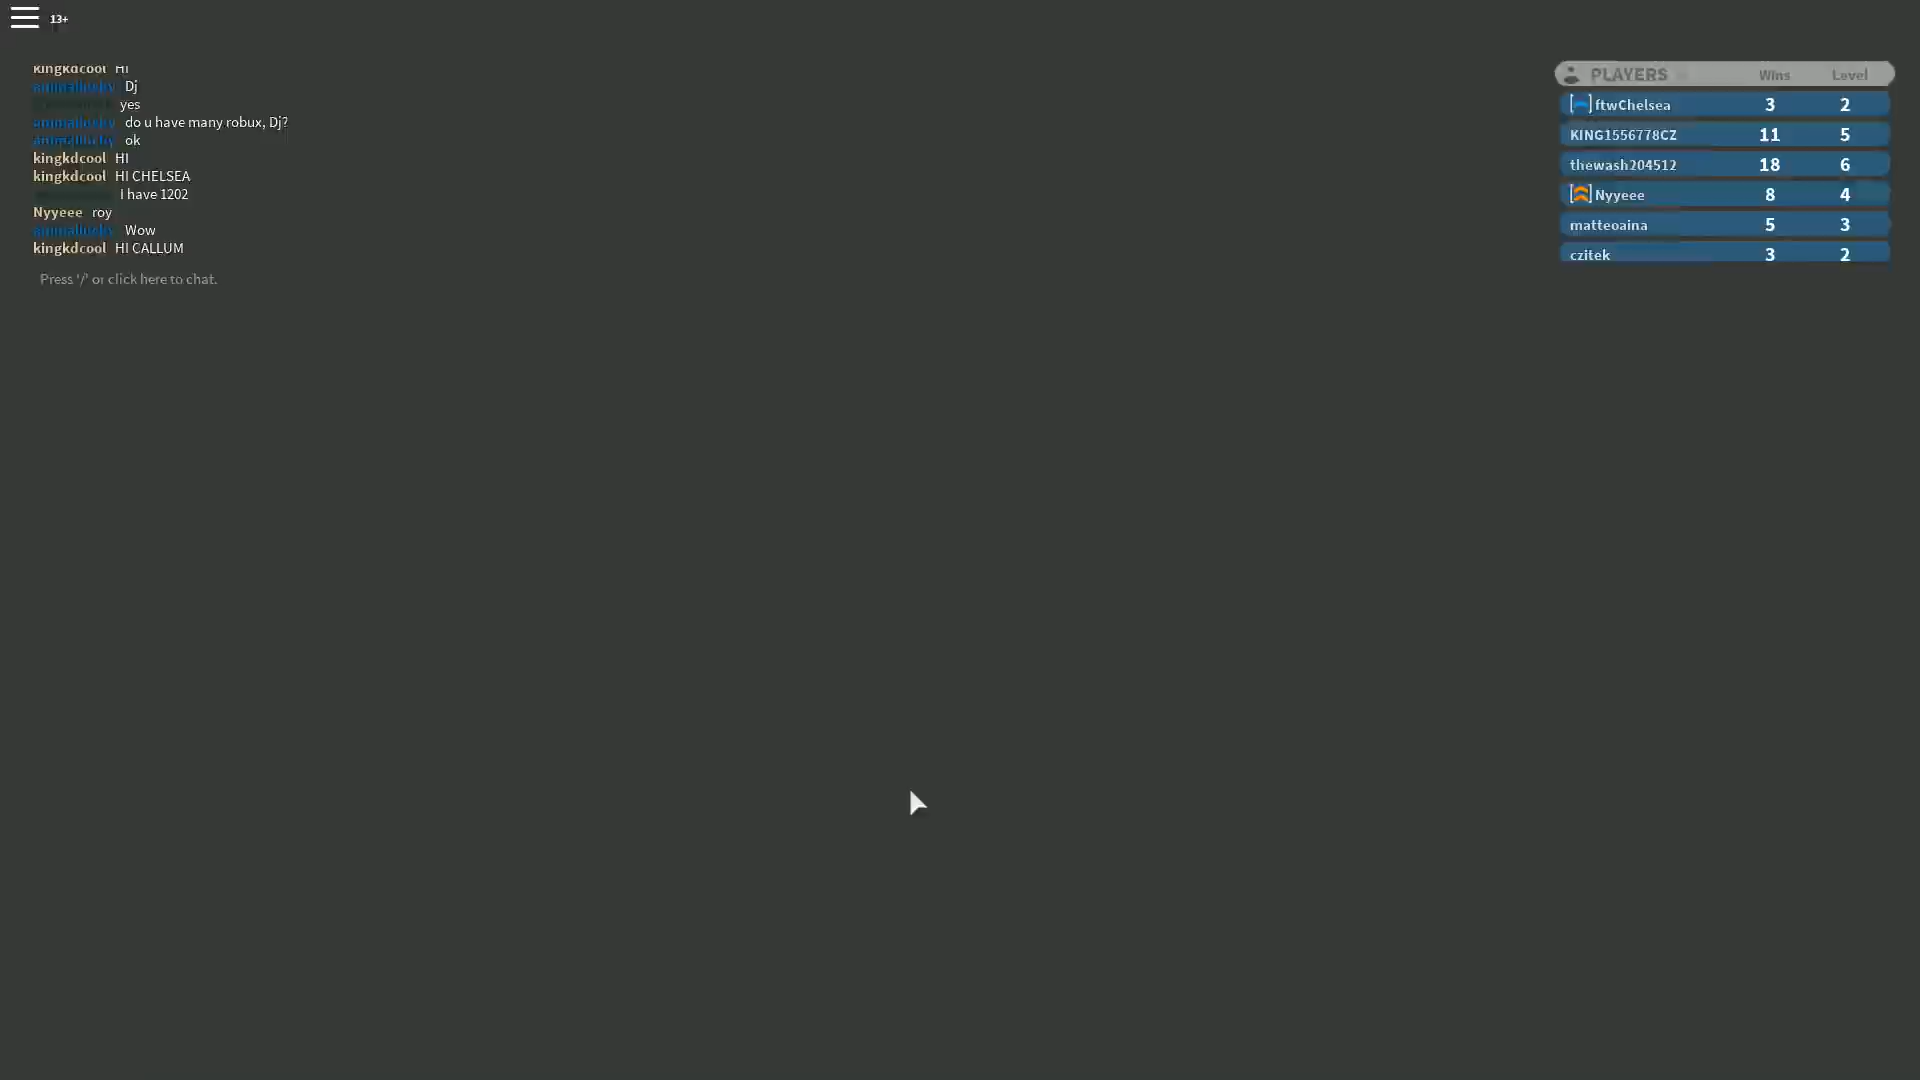 13+
kingkdcool HI
Dj
yes
do u have many robux, Dj?
ok
kingkdcool HI
kingkdcool HI CHELSEA
I have 1202
Nyyeee roy
Wow
kingkdcool HI CALLUM
Press '/' or click here to chat.
PLAYERS Wins Level
ftwChelsea 3 2
KING1556778CZ 11 5
thewash204512 18 6
Nyyeee 8 4
matteoaina 5 3
czitek 3 2